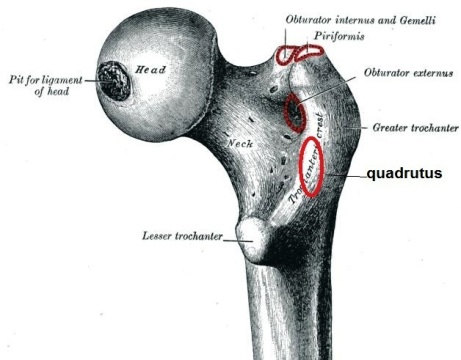 Obturator internus and Gemelli
Piriformis
Head
Pit for ligament
of head
Obturator externus
Greater trochanter
Neck
Trochanter
crest
quadrutus
Lesser trochanter